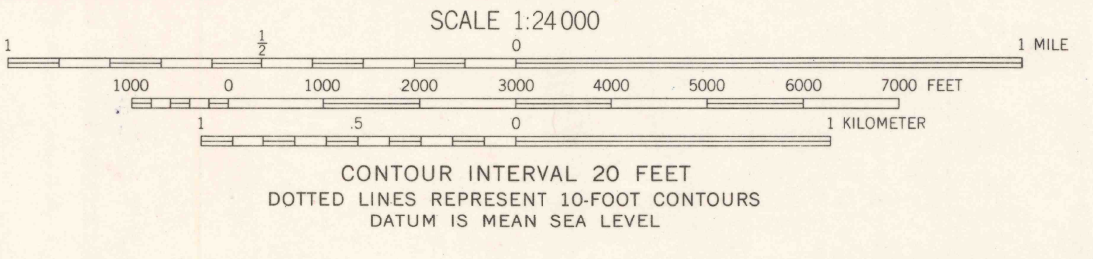 SCALE 1:24 000
1 1/2 0 1 MILE
1000 0 1000 2000 3000 4000 5000 6000 7000 FEET
1 .5 0 1 KILOMETER
CONTOUR INTERVAL 20 FEET
DOTTED LINES REPRESENT 10-FOOT CONTOURS
DATUM IS MEAN SEA LEVEL